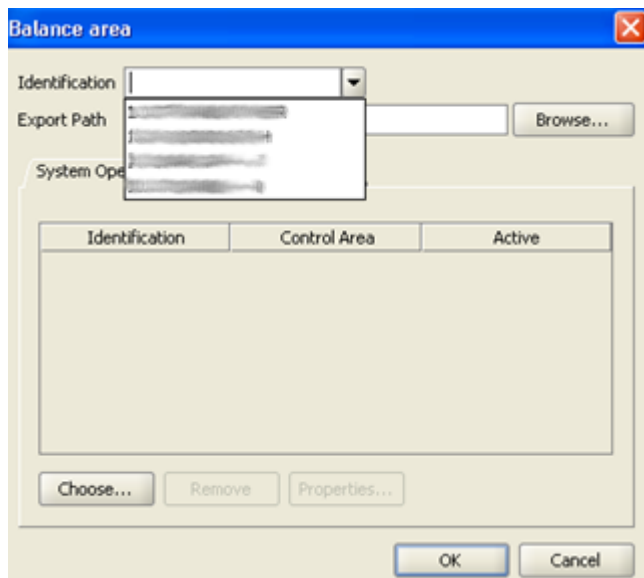 Balance area
Identification
Export Path
Browse...
System Ope
Identification Control Area Active
Choose... Remove Properties...
OK Cancel